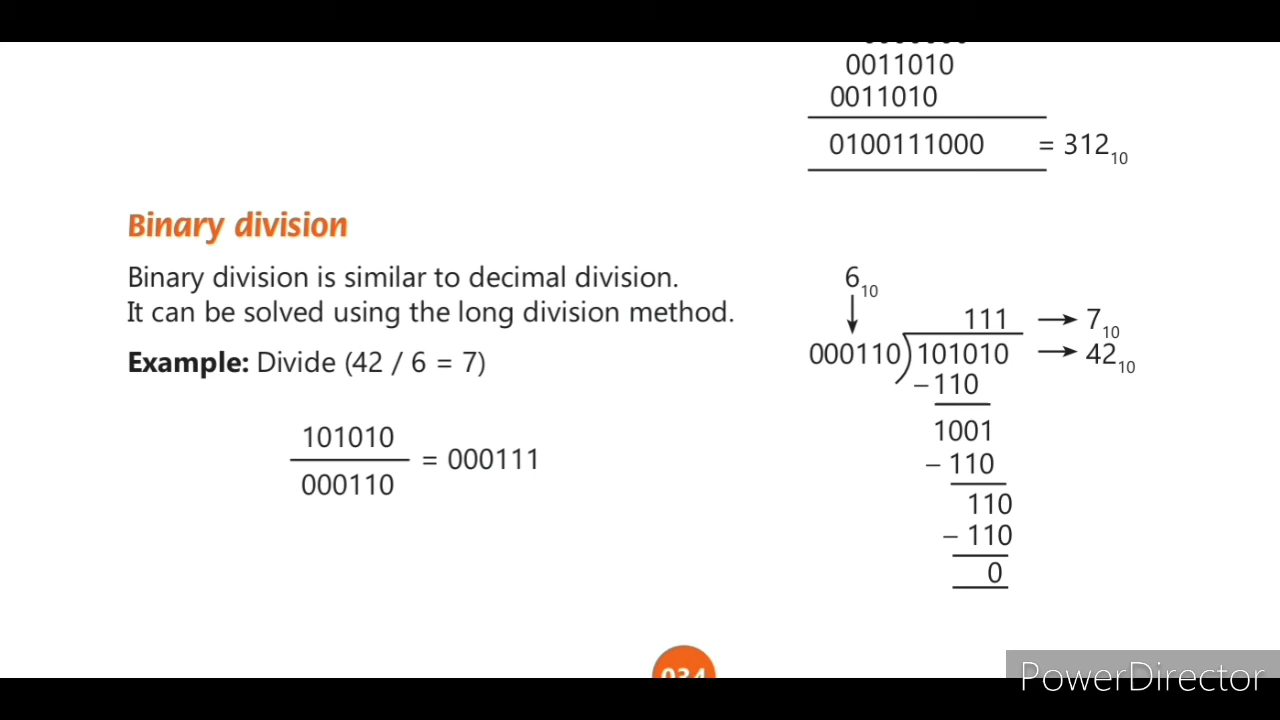 0011010
0011010
0100111000 = 312₁₀
Binary division
Binary division is similar to decimal division.
It can be solved using the long division method.
Example: Divide (42 / 6 = 7)
101010
000110
= 000111
6₁₀
111 → 7₁₀
000110)101010 → 42₁₀
–110
1001
– 110
110
– 110
0
034
PowerDirector